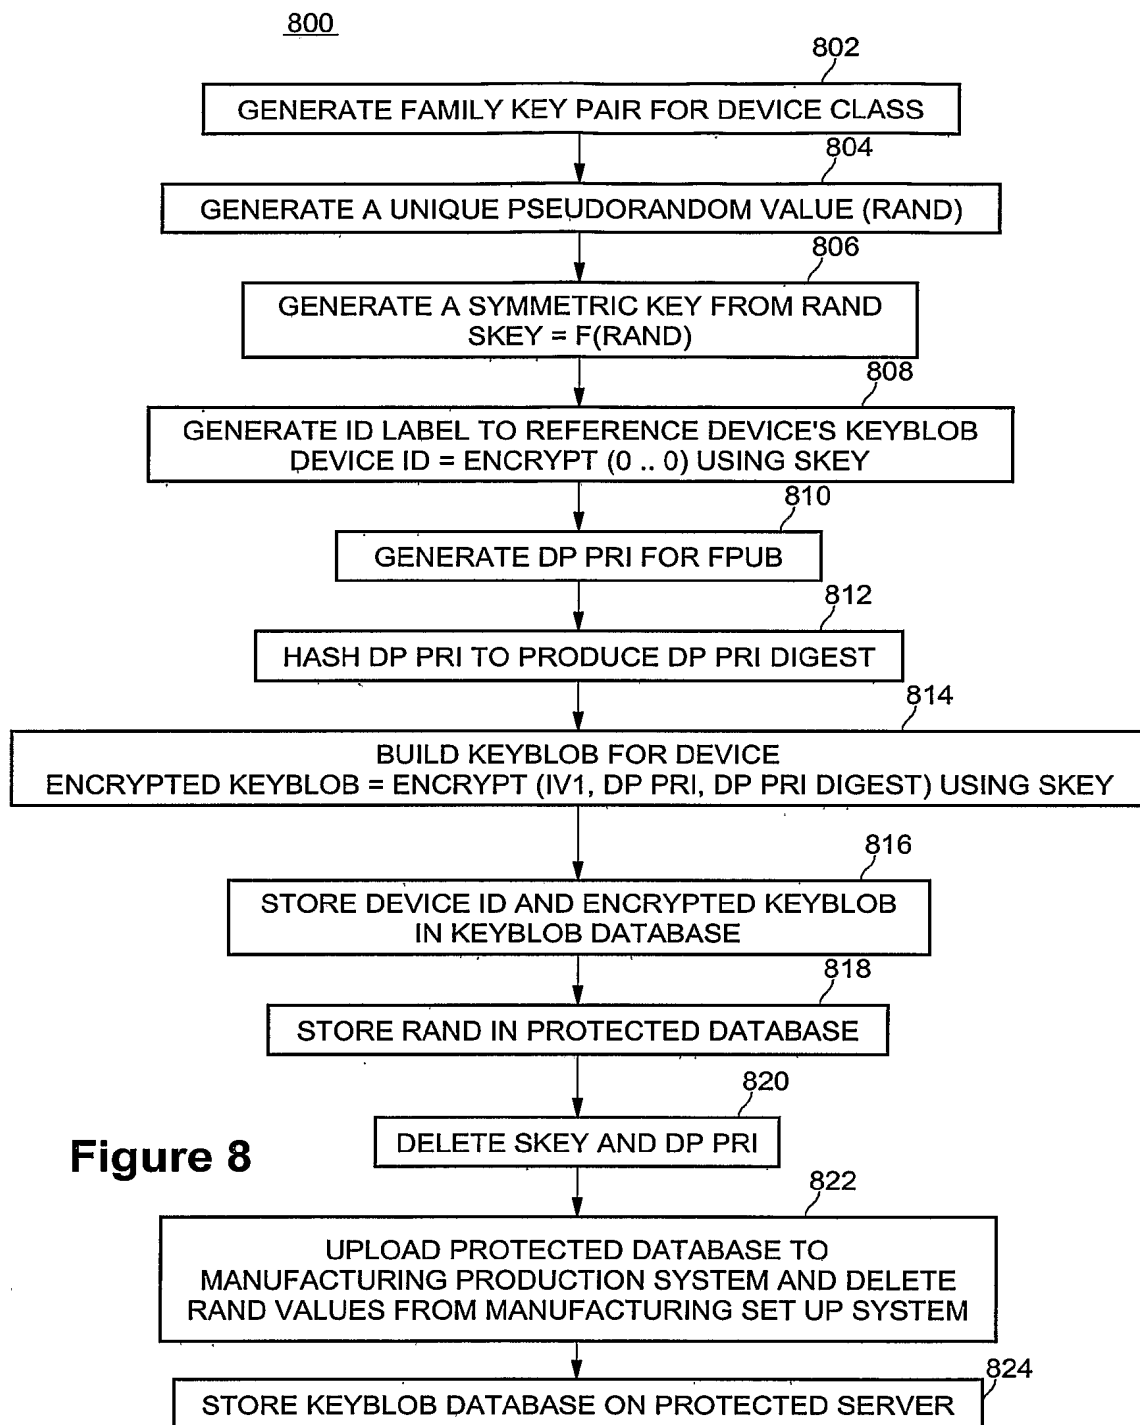 800
802
GENERATE FAMILY KEY PAIR FOR DEVICE CLASS
804
GENERATE A UNIQUE PSEUDORANDOM VALUE (RAND)
806
GENERATE A SYMMETRIC KEY FROM RAND
SKEY = F(RAND)
808
GENERATE ID LABEL TO REFERENCE DEVICE'S KEYBLOB
DEVICE ID = ENCRYPT (0 .. 0) USING SKEY
810
GENERATE DP PRI FOR FPUB
812
HASH DP PRI TO PRODUCE DP PRI DIGEST
814
BUILD KEYBLOB FOR DEVICE
ENCRYPTED KEYBLOB = ENCRYPT (IV1, DP PRI, DP PRI DIGEST) USING SKEY
816
STORE DEVICE ID AND ENCRYPTED KEYBLOB
IN KEYBLOB DATABASE
818
STORE RAND IN PROTECTED DATABASE
820
DELETE SKEY AND DP PRI
Figure 8
822
UPLOAD PROTECTED DATABASE TO
MANUFACTURING PRODUCTION SYSTEM AND DELETE
RAND VALUES FROM MANUFACTURING SET UP SYSTEM
824
STORE KEYBLOB DATABASE ON PROTECTED SERVER